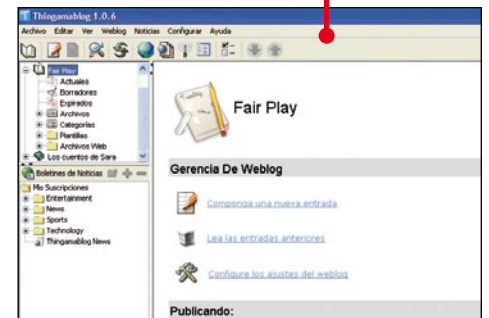 Thingamablog 1.0.6
Archivo Editar Ver Weblog Noticias Configurar Ayuda
Fair Play
Actuales
Borradores
Expirados
Archivos
Categorias
Plantillas
Archivos Web
Los cuentos de Sara
Boletines de Noticias
Mis Suscripciones
Entertainment
News
Sports
Technology
Thingamablog News
Fair Play
Gerencia De Weblog
Componga una nueva entrada
Lea las entradas anteriores
Configure los ajustes del weblog
Publicando: